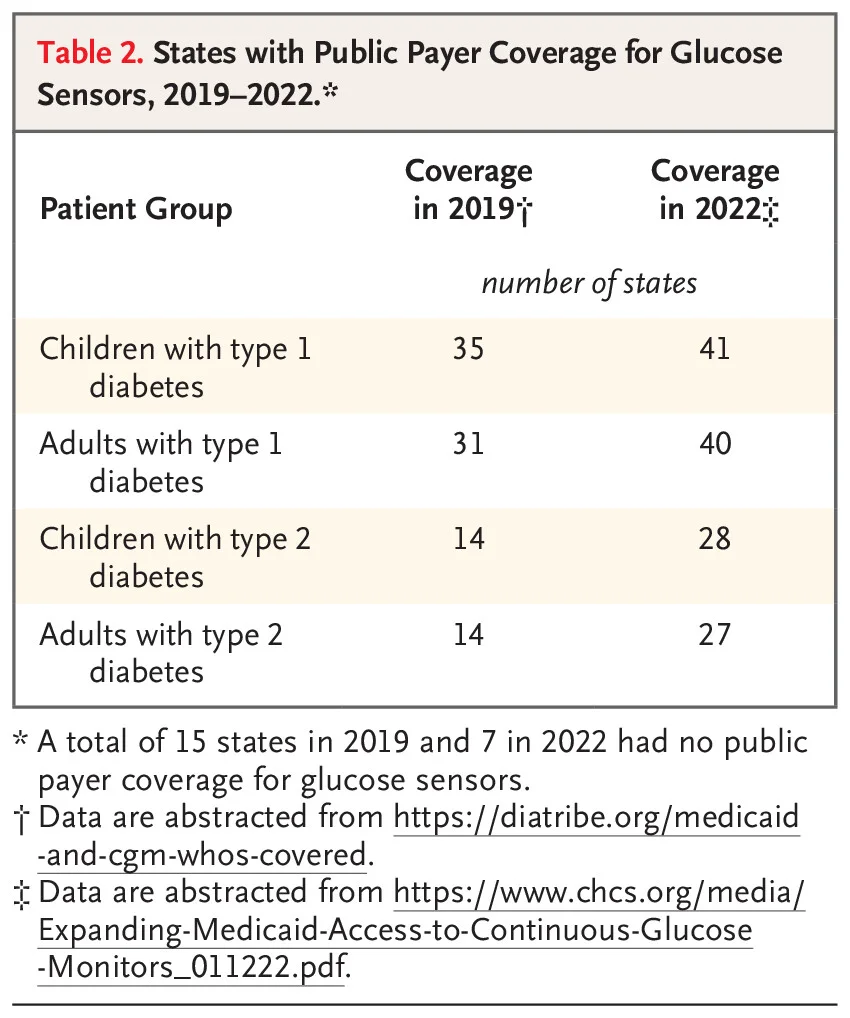 Table 2. States with Public Payer Coverage for Glucose
Sensors, 2019–2022.*
Patient Group
Coverage
in 2019†
Coverage
in 2022‡
number of states
Children with type 1
diabetes
35
41
Adults with type 1
diabetes
31
40
Children with type 2
diabetes
14
28
Adults with type 2
diabetes
14
27
* A total of 15 states in 2019 and 7 in 2022 had no public
payer coverage for glucose sensors.
† Data are abstracted from https://diatribe.org/medicaid
-and-cgm-whos-covered.
‡ Data are abstracted from https://www.chcs.org/media/
Expanding-Medicaid-Access-to-Continuous-Glucose
-Monitors_011222.pdf.